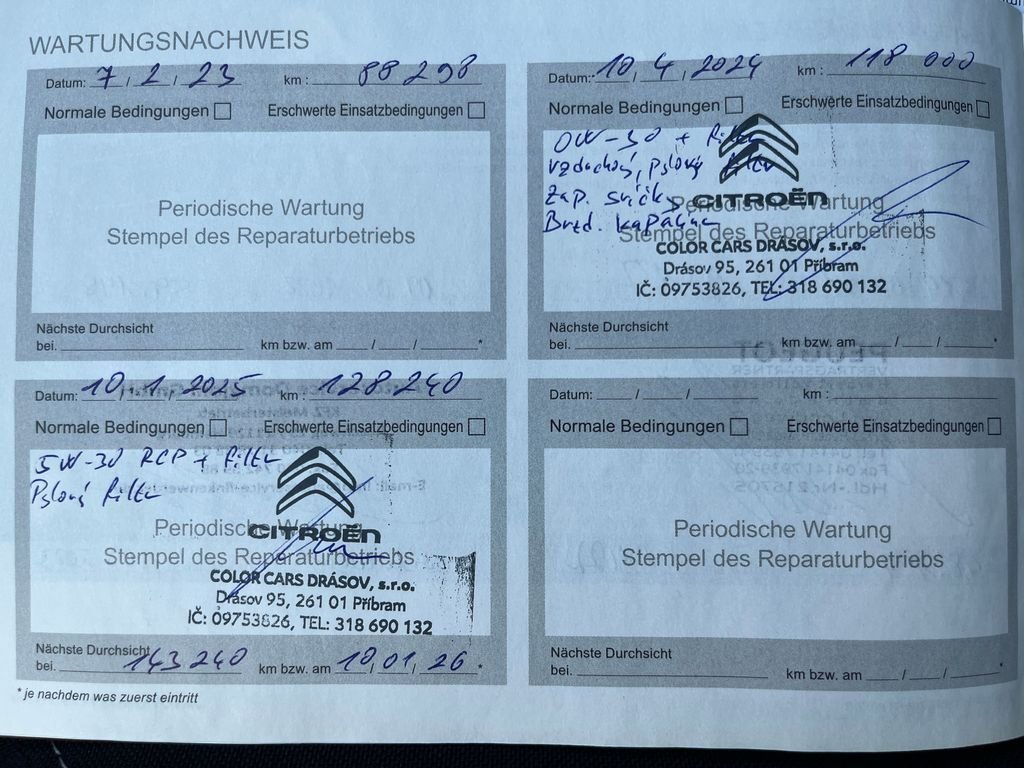 WARTUNGSNACHWEIS
Datum: 7 / 2 / 23 km : 88 298
Normale Bedingungen Erschwerte Einsatzbedingungen
Periodische Wartung
Stempel des Reparaturbetriebs
Nächste Durchsicht
bei. km bzw. am / / *
Datum: 10 / 4 / 2024 km : 118 000
Normale Bedingungen Erschwerte Einsatzbedingungen
0W-30 + filtr
vzduchový, pylový filtr
Zap. svíčky
Brzd. kapalina
CITROËN
Periodische Wartung
Stempel des Reparaturbetriebs
COLOR CARS DRÁSOV, s.r.o.
Drásov 95, 261 01 Příbram
IČ: 09753826, TEL: 318 690 132
Nächste Durchsicht
bei. km bzw. am / / *
Datum: 10 / 1 / 2025 km : 128 240
Normale Bedingungen Erschwerte Einsatzbedingungen
5W-30 RCP + filtr
Pylový filtr
CITROËN
Periodische Wartung
Stempel des Reparaturbetriebs
COLOR CARS DRÁSOV, s.r.o.
Drásov 95, 261 01 Příbram
IČ: 09753826, TEL: 318 690 132
Nächste Durchsicht
bei. 143 240 km bzw. am 10 / 01 / 26 *
Datum: / / km :
Normale Bedingungen Erschwerte Einsatzbedingungen
Periodische Wartung
Stempel des Reparaturbetriebs
Nächste Durchsicht
bei. km bzw. am / / *
* je nachdem was zuerst eintritt